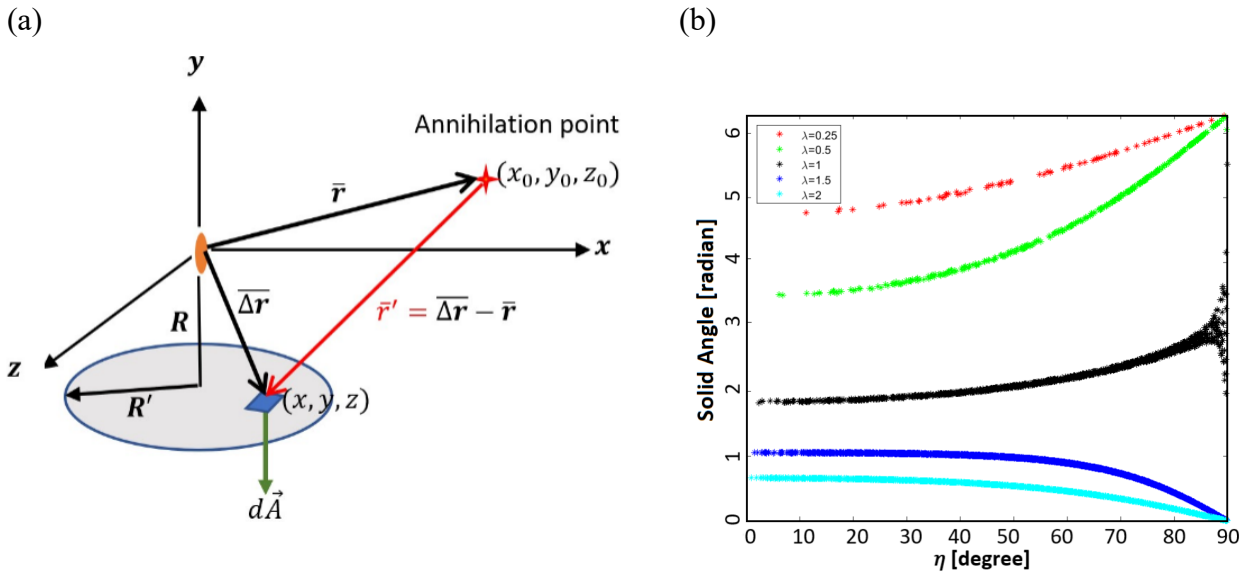 (a)
(b)
y
Annihilation point
(x₀, y₀, z₀)
r̄
x
Δr̄
r̄′ = Δr̄ − r̄
R
z
R′
(x, y, z)
dA⃗
λ=0.25
λ=0.5
λ=1
λ=1.5
λ=2
Solid Angle [radian]
6
5
4
3
2
1
0
0 10 20 30 40 50 60 70 80 90
η [degree]